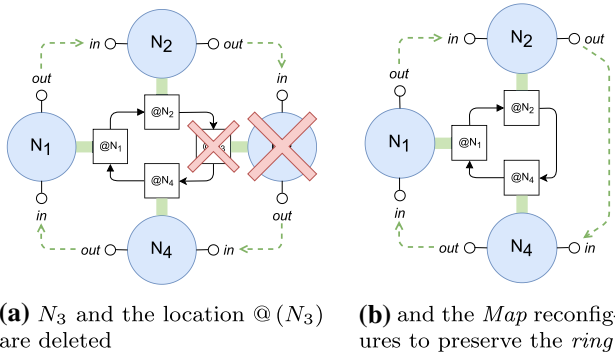 N2
in
out
in
out
in
N2
out
out
in
@N2
@N2
N1
@N1
N1
@N1
@N4
@N4
in
out
in
out
N4
in
out
N4
in
(a) N3 and the location @(N3)
are deleted
(b) and the Map reconfig-
ures to preserve the ring